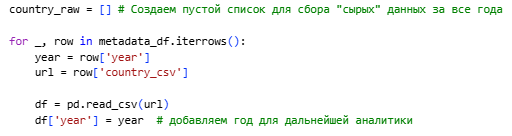 country_raw = [] # Создаем пустой список для сбора "сырых" данных за все года
for _, row in metadata_df.iterrows():
    year = row['year']
    url = row['country_csv']
    df = pd.read_csv(url)
    df['year'] = year  # добавляем год для дальнейшей аналитики